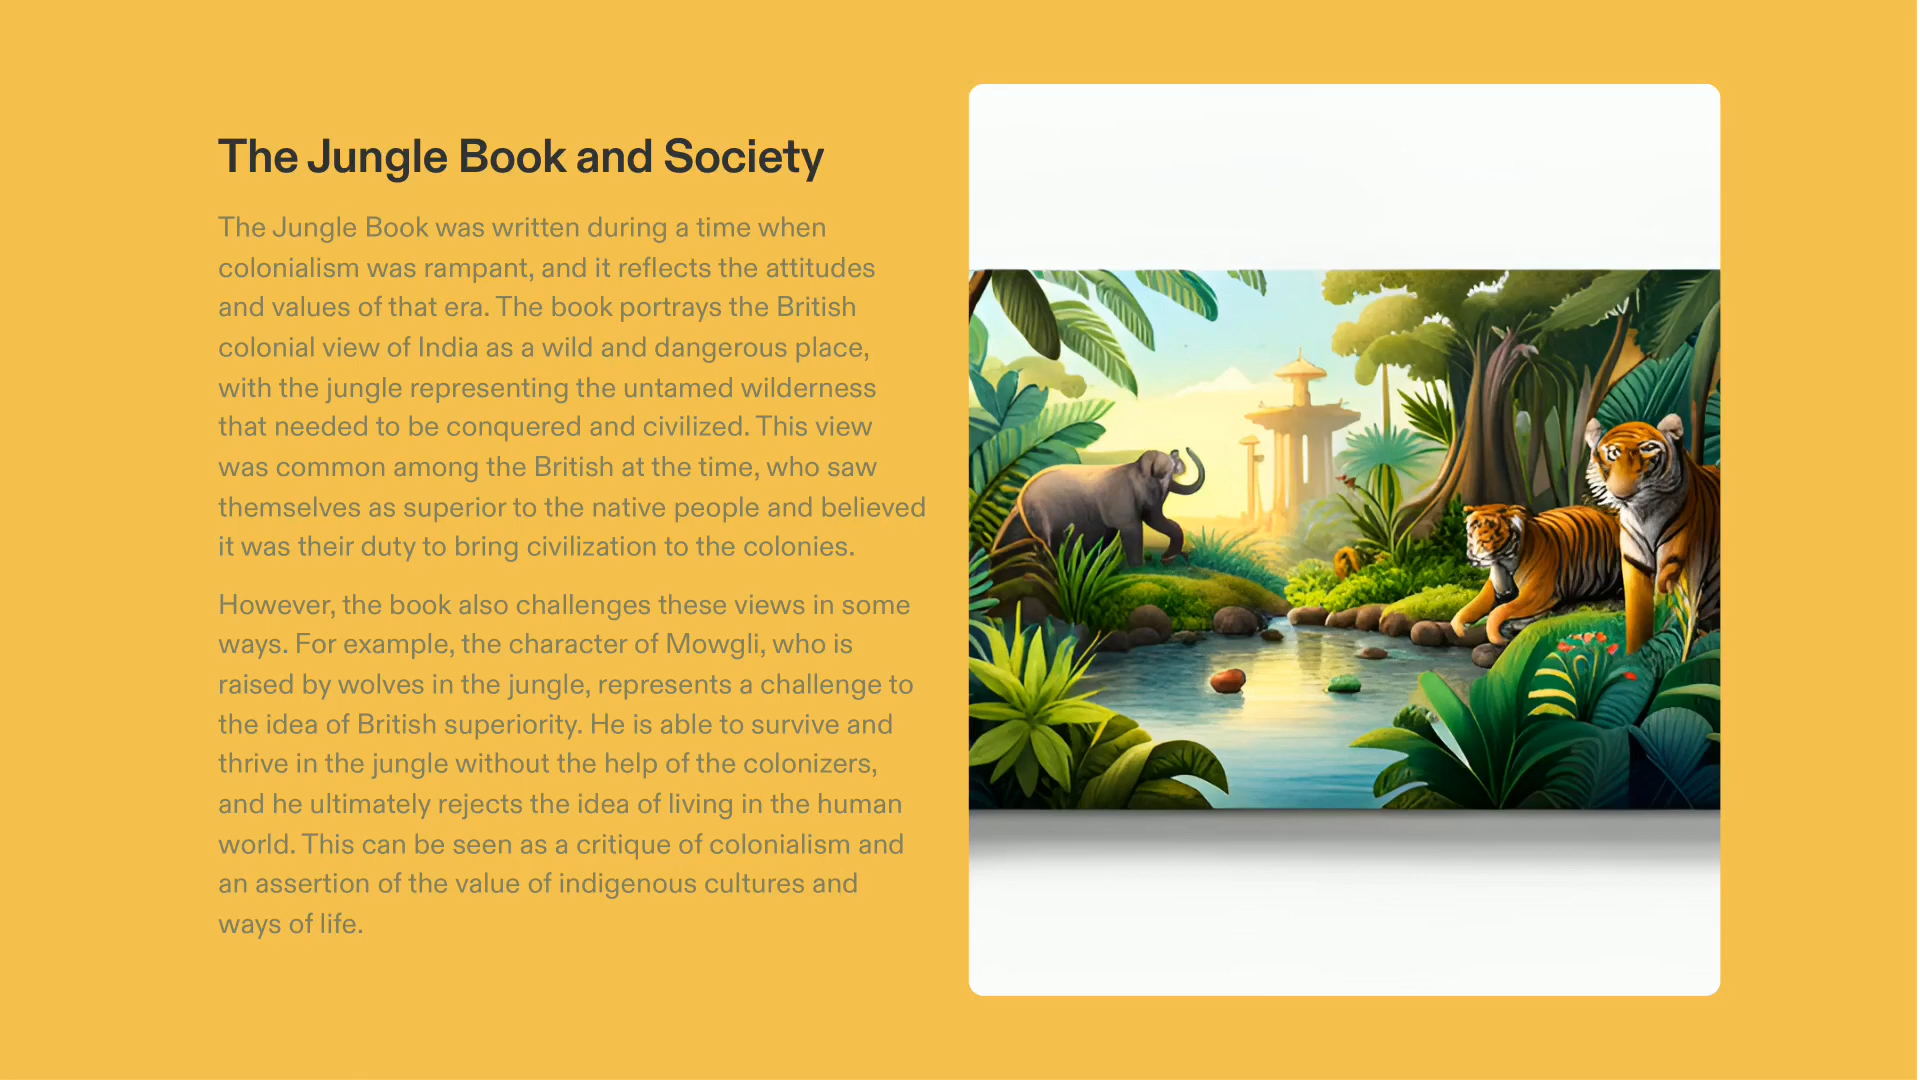 The Jungle Book and Society
The Jungle Book was written during a time when
colonialism was rampant, and it reflects the attitudes
and values of that era. The book portrays the British
colonial view of India as a wild and dangerous place,
with the jungle representing the untamed wilderness
that needed to be conquered and civilized. This view
was common among the British at the time, who saw
themselves as superior to the native people and believed
it was their duty to bring civilization to the colonies.
However, the book also challenges these views in some
ways. For example, the character of Mowgli, who is
raised by wolves in the jungle, represents a challenge to
the idea of British superiority. He is able to survive and
thrive in the jungle without the help of the colonizers,
and he ultimately rejects the idea of living in the human
world. This can be seen as a critique of colonialism and
an assertion of the value of indigenous cultures and
ways of life.